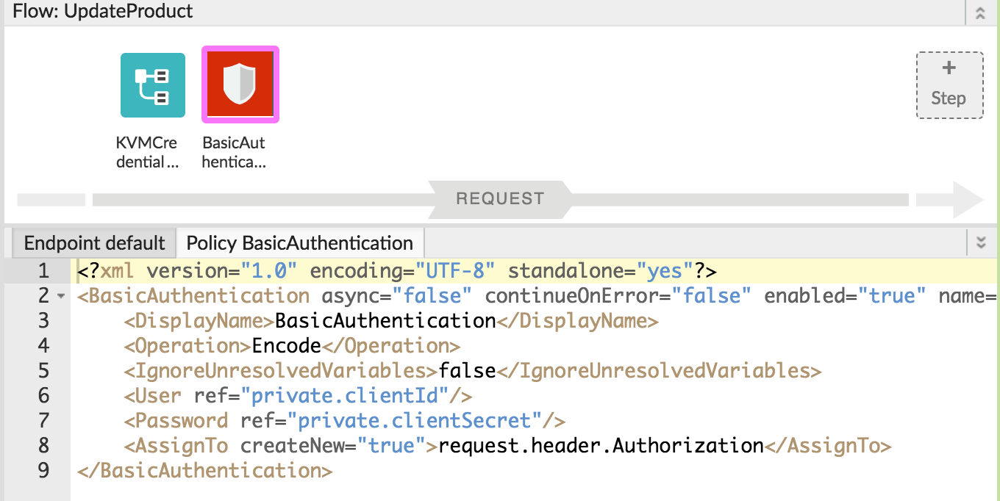 Flow: UpdateProduct
+
Step
KVMCre
dential...
BasicAut
hentica...
REQUEST
Endpoint default
Policy BasicAuthentication
1 <?xml version="1.0" encoding="UTF-8" standalone="yes"?>
2 <BasicAuthentication async="false" continueOnError="false" enabled="true" name=
3     <DisplayName>BasicAuthentication</DisplayName>
4     <Operation>Encode</Operation>
5     <IgnoreUnresolvedVariables>false</IgnoreUnresolvedVariables>
6     <User ref="private.clientId"/>
7     <Password ref="private.clientSecret"/>
8     <AssignTo createNew="true">request.header.Authorization</AssignTo>
9 </BasicAuthentication>